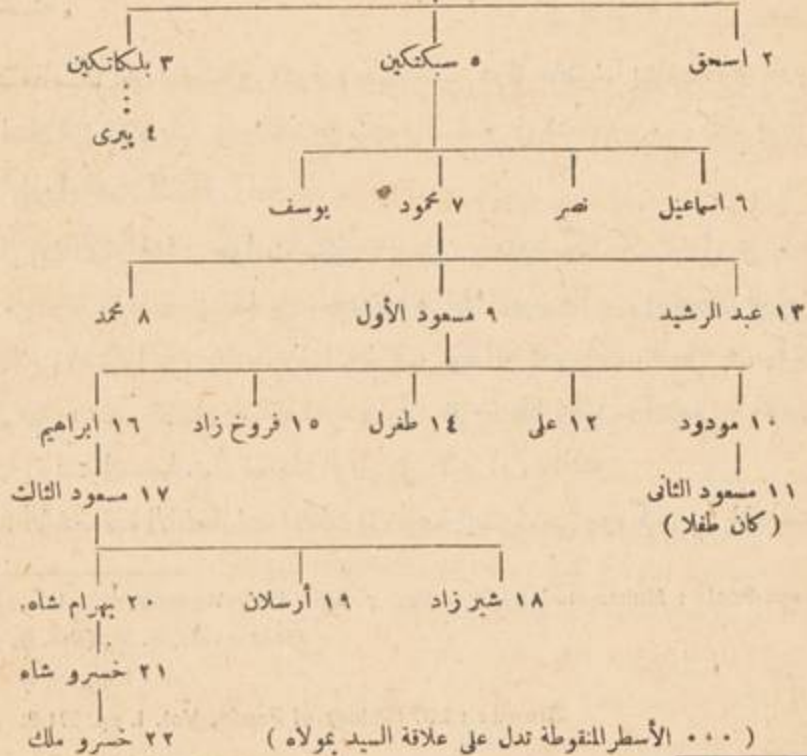 ٢ اسحق ٥ سبكتكين ٣ بلكاتكين
٤ پيرى
٦ اسماعيل نصر ٧ محمود يوسف
١٣ عبد الرشيد ٩ مسعود الأول ٨ محمد
١٠ مودود ١٢ على ١٤ طغرل ١٥ فروخ زاد ١٦ ابراهيم
١١ مسعود الثانى ١٧ مسعود الثالث
( كان طفلا )
١٨ شير زاد ١٩ أرسلان ٢٠ بهرام شاه.
٢١ خسرو شاه
( ٠٠٠ الأسطر المنقوطة تدل على علاقة السيد بمولاه ) ٢٢ خسرو ملك